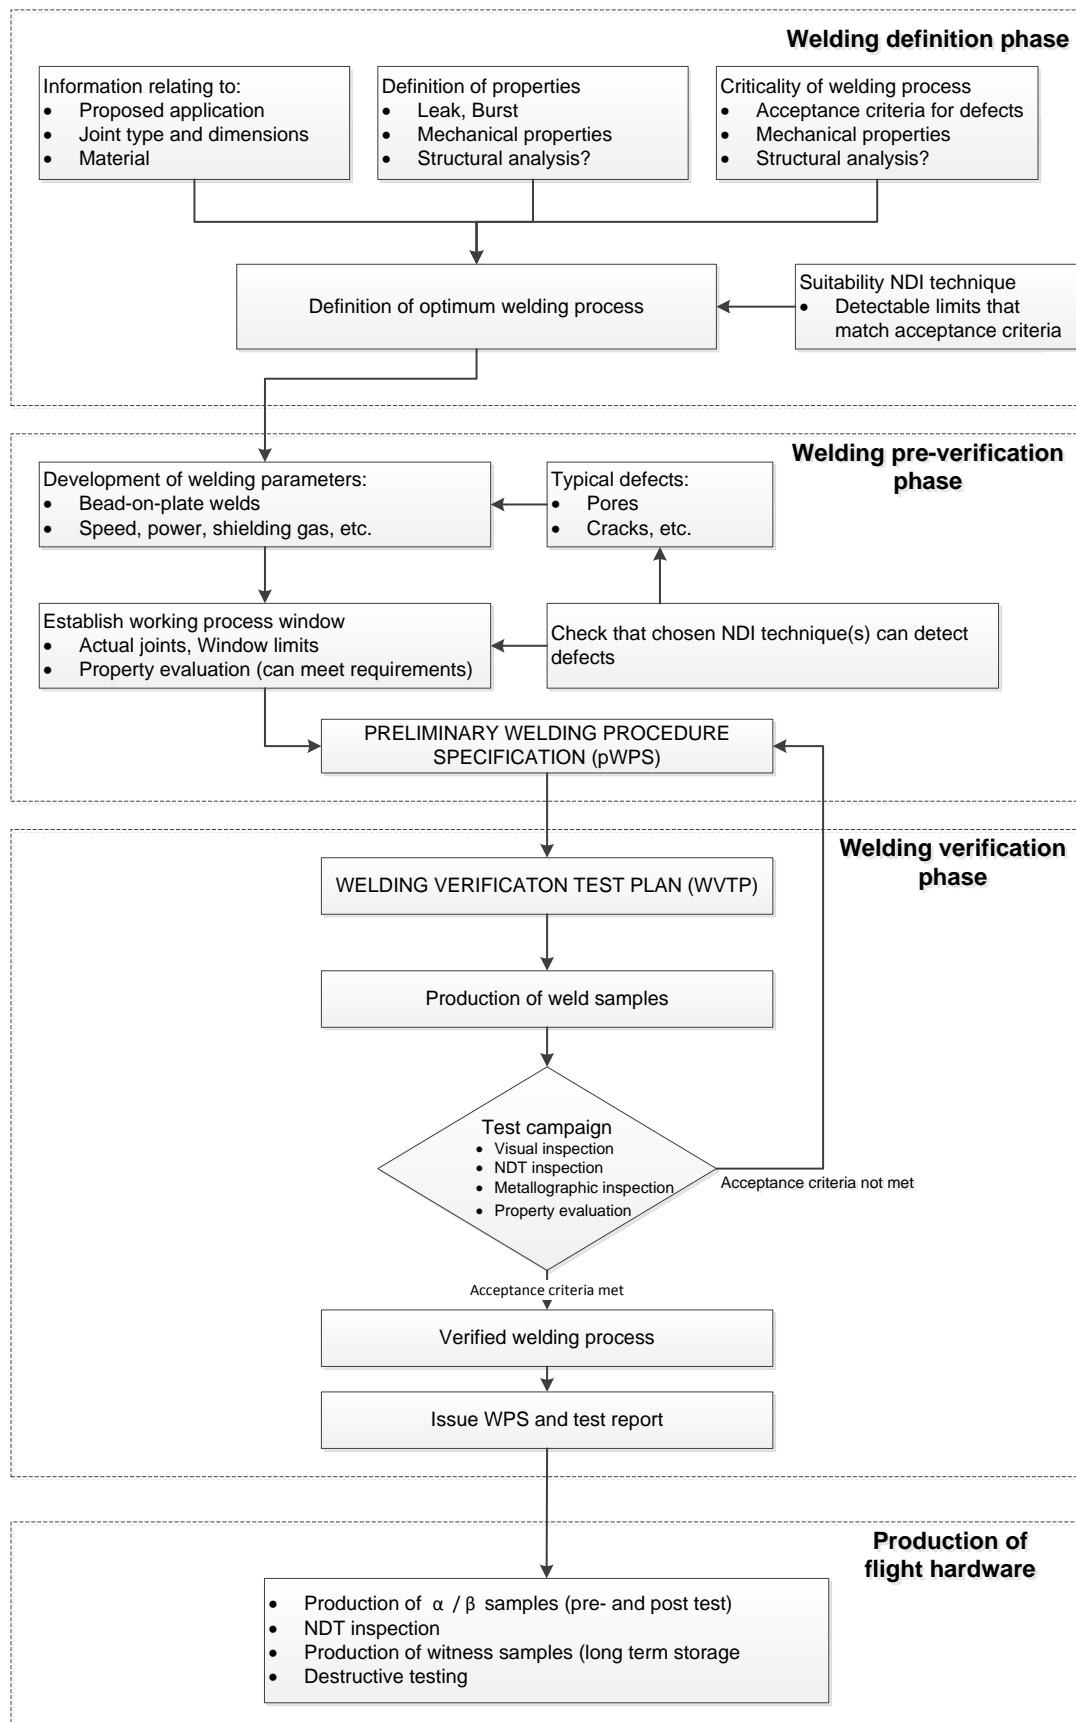 Welding definition phase
Information relating to:
• Proposed application
• Joint type and dimensions
• Material
Definition of properties
• Leak, Burst
• Mechanical properties
• Structural analysis?
Criticality of welding process
• Acceptance criteria for defects
• Mechanical properties
• Structural analysis?
Definition of optimum welding process
Suitability NDI technique
• Detectable limits that
match acceptance criteria
Welding pre-verification
phase
Development of welding parameters:
• Bead-on-plate welds
• Speed, power, shielding gas, etc.
Typical defects:
• Pores
• Cracks, etc.
Establish working process window
• Actual joints, Window limits
• Property evaluation (can meet requirements)
Check that chosen NDI technique(s) can detect
defects
PRELIMINARY WELDING PROCEDURE
SPECIFICATION (pWPS)
Welding verification
phase
WELDING VERIFICATON TEST PLAN (WVTP)
Production of weld samples
Test campaign
• Visual inspection
• NDT inspection
• Metallographic inspection
• Property evaluation
Acceptance criteria not met
Acceptance criteria met
Verified welding process
Issue WPS and test report
Production of
flight hardware
• Production of α / β samples (pre- and post test)
• NDT inspection
• Production of witness samples (long term storage
• Destructive testing